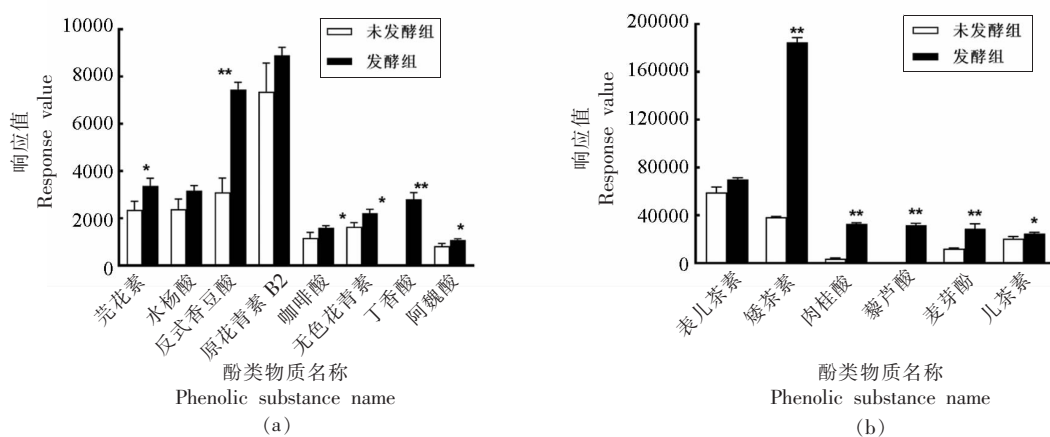 10000
8000
6000
4000
2000
0
响应值
Response value
未发酵组
发酵组
*
**
*
*
**
*
芫花素
水杨酸
反式香豆酸
原花青素 B2
咖啡酸
无色花青素
丁香酸
阿魏酸
酚类物质名称
Phenolic substance name
(a)
200000
160000
120000
80000
40000
0
响应值
Response value
未发酵组
发酵组
**
**
**
**
*
表儿茶素
矮茶素
肉桂酸
藜芦酸
麦芽酚
儿茶素
酚类物质名称
Phenolic substance name
(b)